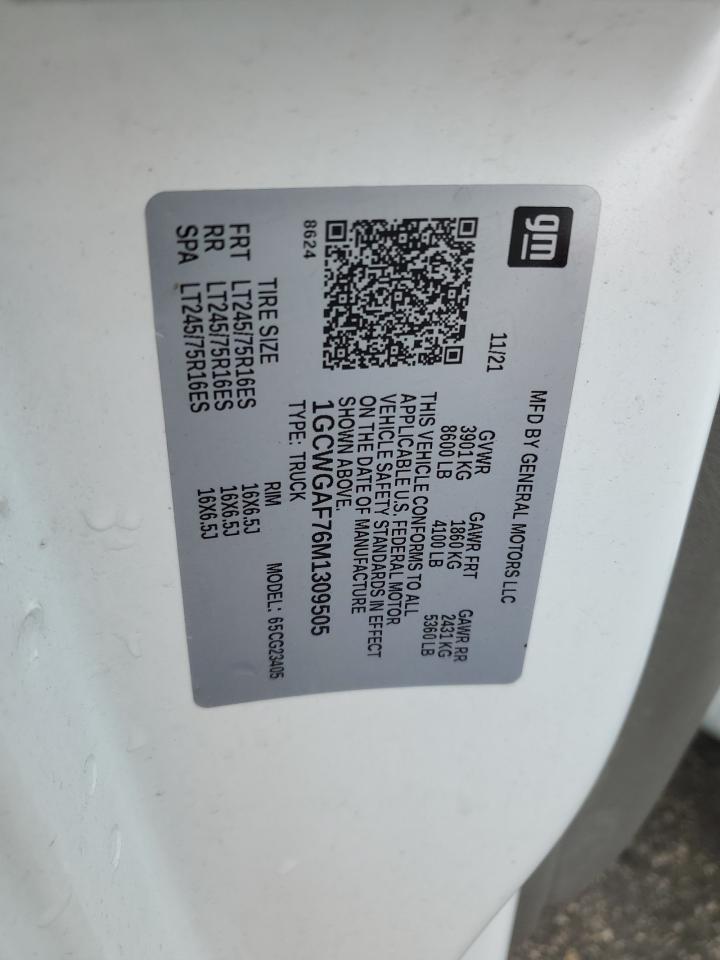 gm
MFD BY GENERAL MOTORS LLC
11/21
GVWR GAWR FRT GAWR RR
3901 KG 1860 KG 2431 KG
8600 LB 4100 LB 5360 LB
THIS VEHICLE CONFORMS TO ALL
APPLICABLE U.S. FEDERAL MOTOR
VEHICLE SAFETY STANDARDS IN EFFECT
ON THE DATE OF MANUFACTURE
SHOWN ABOVE.
1GCWGAF76M1309505
8624
TYPE: TRUCK MODEL: 65CG23405
TIRE SIZE RIM
FRT LT245/75R16ES 16X6.5J
RR LT245/75R16ES 16X6.5J
SPA LT245/75R16ES 16X6.5J